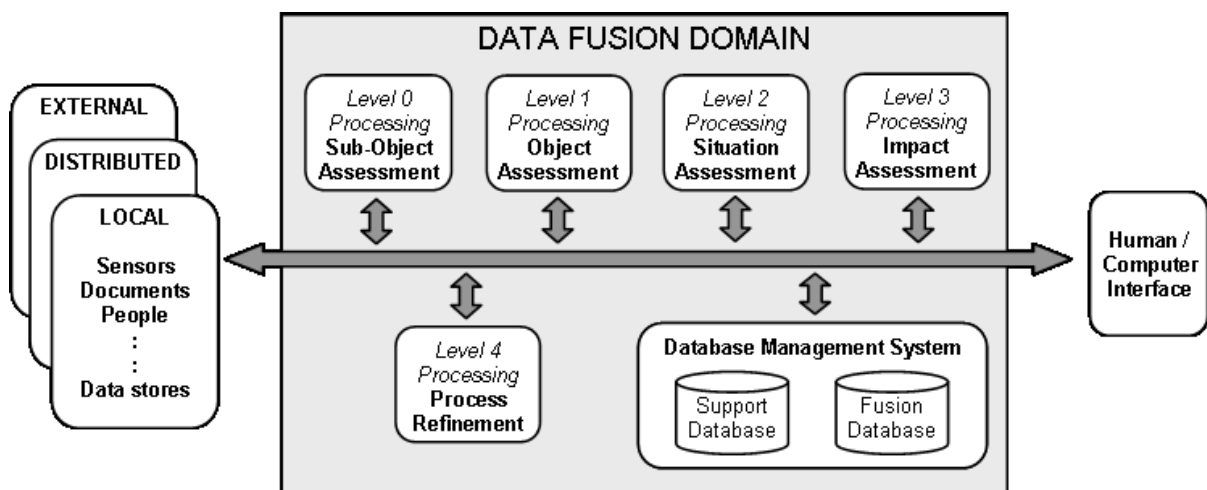 DATA FUSION DOMAIN
EXTERNAL
DISTRIBUTED
LOCAL
Sensors
Documents
People
:
:
Data stores
Level 0
Processing
Sub-Object
Assessment
Level 1
Processing
Object
Assessment
Level 2
Processing
Situation
Assessment
Level 3
Processing
Impact
Assessment
Human /
Computer
Interface
Level 4
Processing
Process
Refinement
Database Management System
Support
Database
Fusion
Database